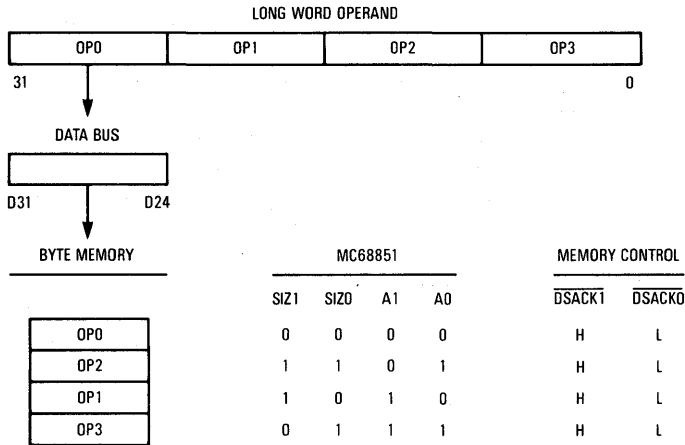 LONG WORD OPERAND
OP0 OP1 OP2 OP3
31 0
DATA BUS
D31 D24
BYTE MEMORY MC68851 MEMORY CONTROL
SIZ1 SIZ0 A1 A0 DSACK1 DSACK0
OP0 0 0 0 0 H L
OP2 1 1 0 1 H L
OP1 1 0 1 0 H L
OP3 0 1 1 1 H L